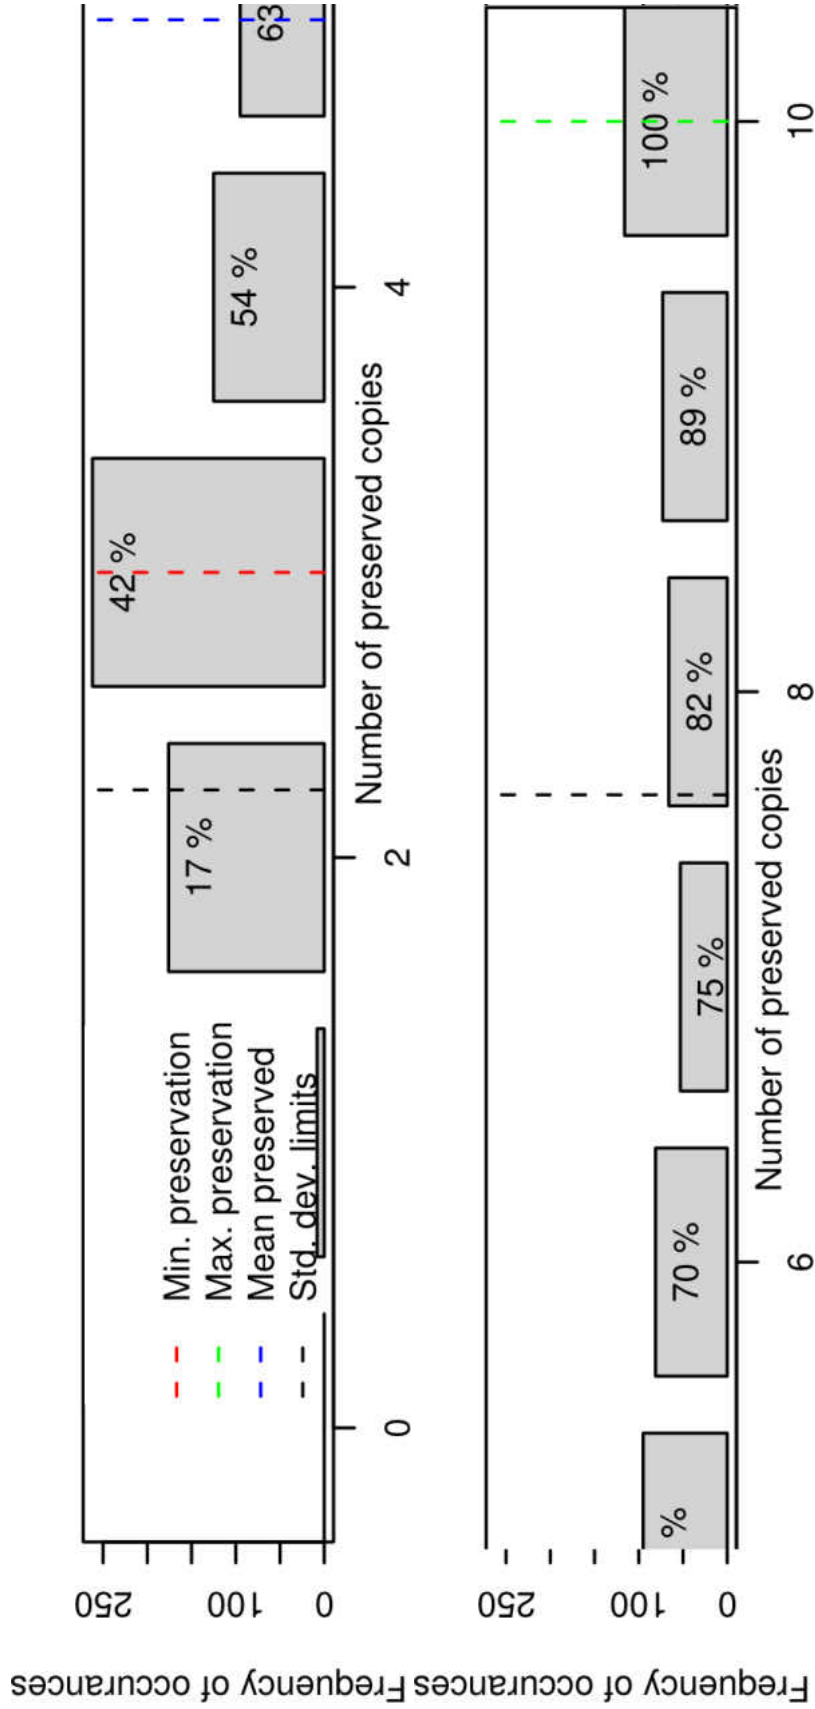 Frequency of occurances
0
100
250
Min. preservation
Max. preservation
Mean preserved
Std. dev. limits
17 %
42 %
54 %
63
0
2
4
Number of preserved copies
Frequency of occurances
0
100
250
%
70 %
75 %
82 %
89 %
100 %
6
8
10
Number of preserved copies